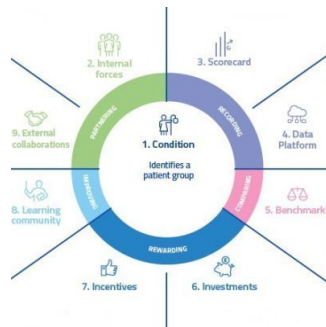 2. Internal
forces
3. Scorecard
PARTNERING
RECORDING
9. External
collaborations
1. Condition
Identifies a
patient group
4. Data
Platform
IMPROVING
COMPARING
8. Learning
community
5. Benchmark
REWARDING
7. Incentives
6. Investments